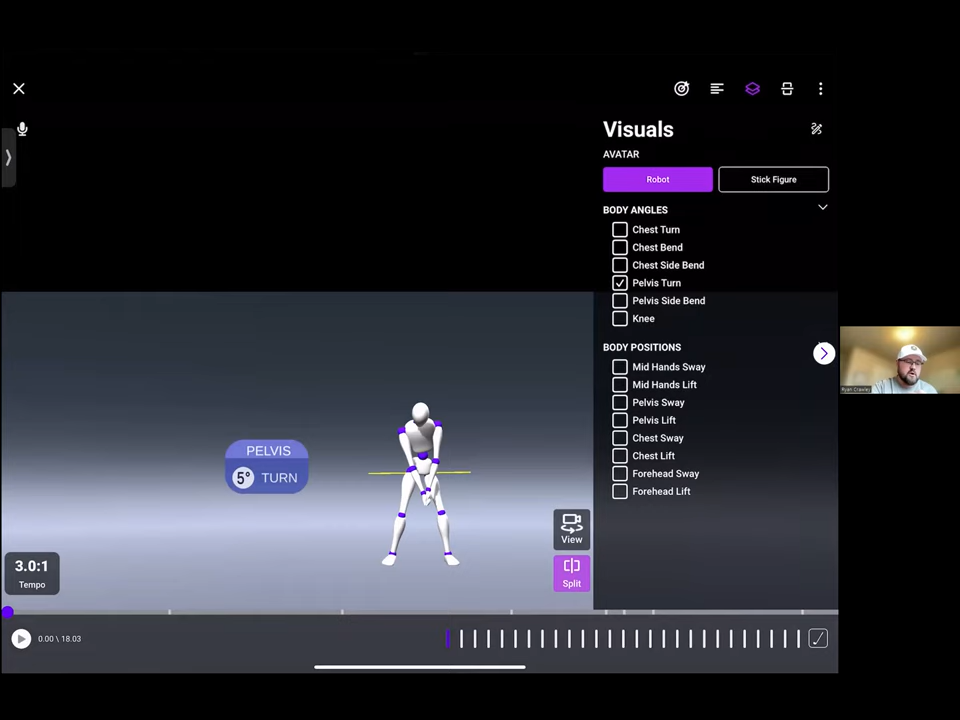 Visuals
AVATAR
Robot
Stick Figure
BODY ANGLES
Chest Turn
Chest Bend
Chest Side Bend
Pelvis Turn
Pelvis Side Bend
Knee
BODY POSITIONS
Mid Hands Sway
Mid Hands Lift
Pelvis Sway
Pelvis Lift
Chest Sway
Chest Lift
Forehead Sway
Forehead Lift
PELVIS
5° TURN
View
Split
3.0:1
Tempo
0.00 \ 18.03
Ryan Crawley